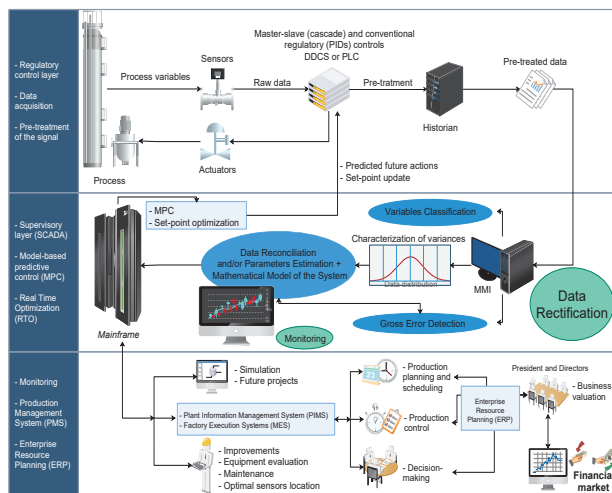 Master-slave (cascade) and conventional
regulatory (PIDs) controls
DDCS or PLC
- Regulatory
control layer
- Data
acquisition
- Pre-treatment
of the signal
Sensors
Process variables
Raw data
Pre-tratment
Pre-treated data
Historian
Actuators
Process
- Predicted future actions
- Set-point update
- Supervisory
layer (SCADA)
- Model-based
predictive
control (MPC)
- Real Time
Optimization
(RTO)
- MPC
- Set-point optimization
Variables Classification
Characterization of variances
Data Reconciliation
and/or Parameters Estimation +
Mathematical Model of the System
Data distribution
MMI
Data
Rectification
Gross Error Detection
Monitoring
Mainframe
- Monitoring
- Production
Management
System (PMS)
- Enterprise
Resource
Planning (ERP)
- Simulation
- Future projects
- Plant Information Management System (PIMS)
- Factory Execution Systems (MES)
- Improvements
- Equipment evaluation
- Maintenance
- Optimal sensors location
23
- Production
planning and
scheduling
- Production
control
- Decision-
making
Enterprise
Resource
Planning (ERP)
President and Directors
- Business
valuation
Financial
market